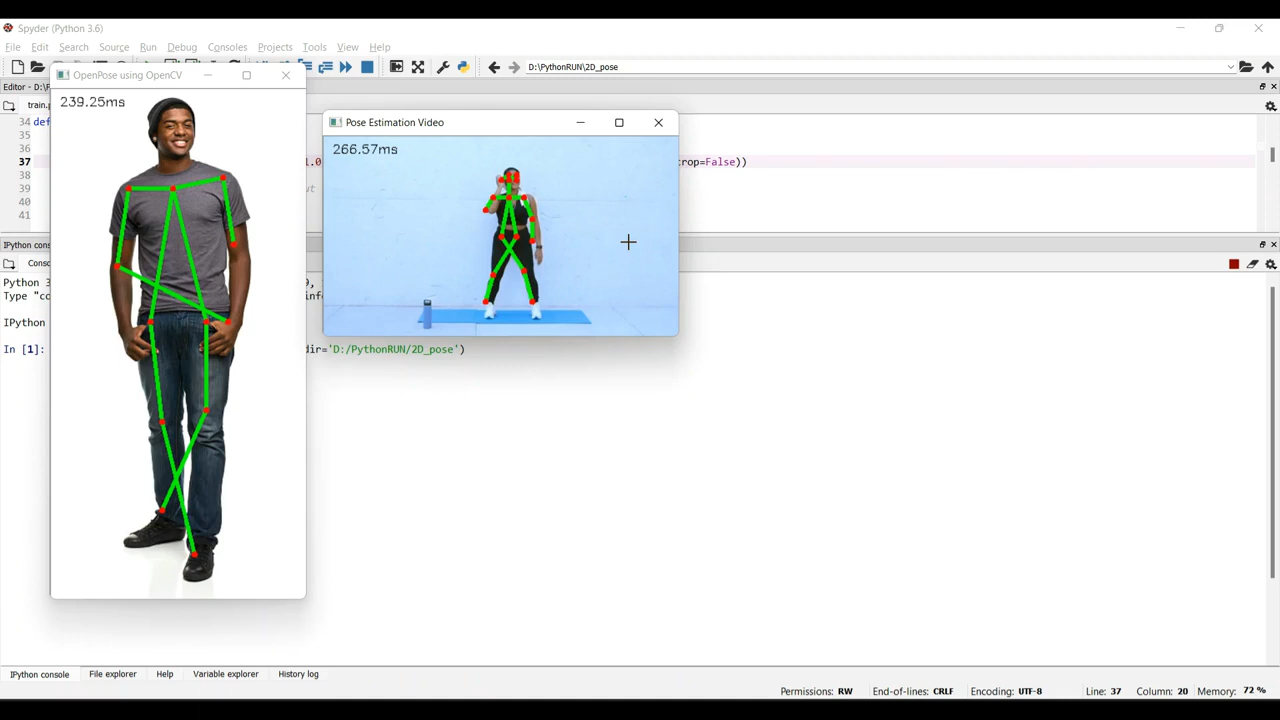 Spyder (Python 3.6)
File Edit Search Source Run Debug Consoles Projects Tools View Help
D:\PythonRUN\2D_pose
OpenPose using OpenCV
Editor - D:\
239.25ms
train.
34 def
35
36
37
crop=False))
38
39
40
41
Pose Estimation Video
266.57ms
IPython
Python 3
Type "co
IPython
In [1]:
dir='D:/PythonRUN/2D_pose')
IPython console File explorer Help Variable explorer History log
Permissions: RW End-of-lines: CRLF Encoding: UTF-8 Line: 37 Column: 20 Memory: 72 %